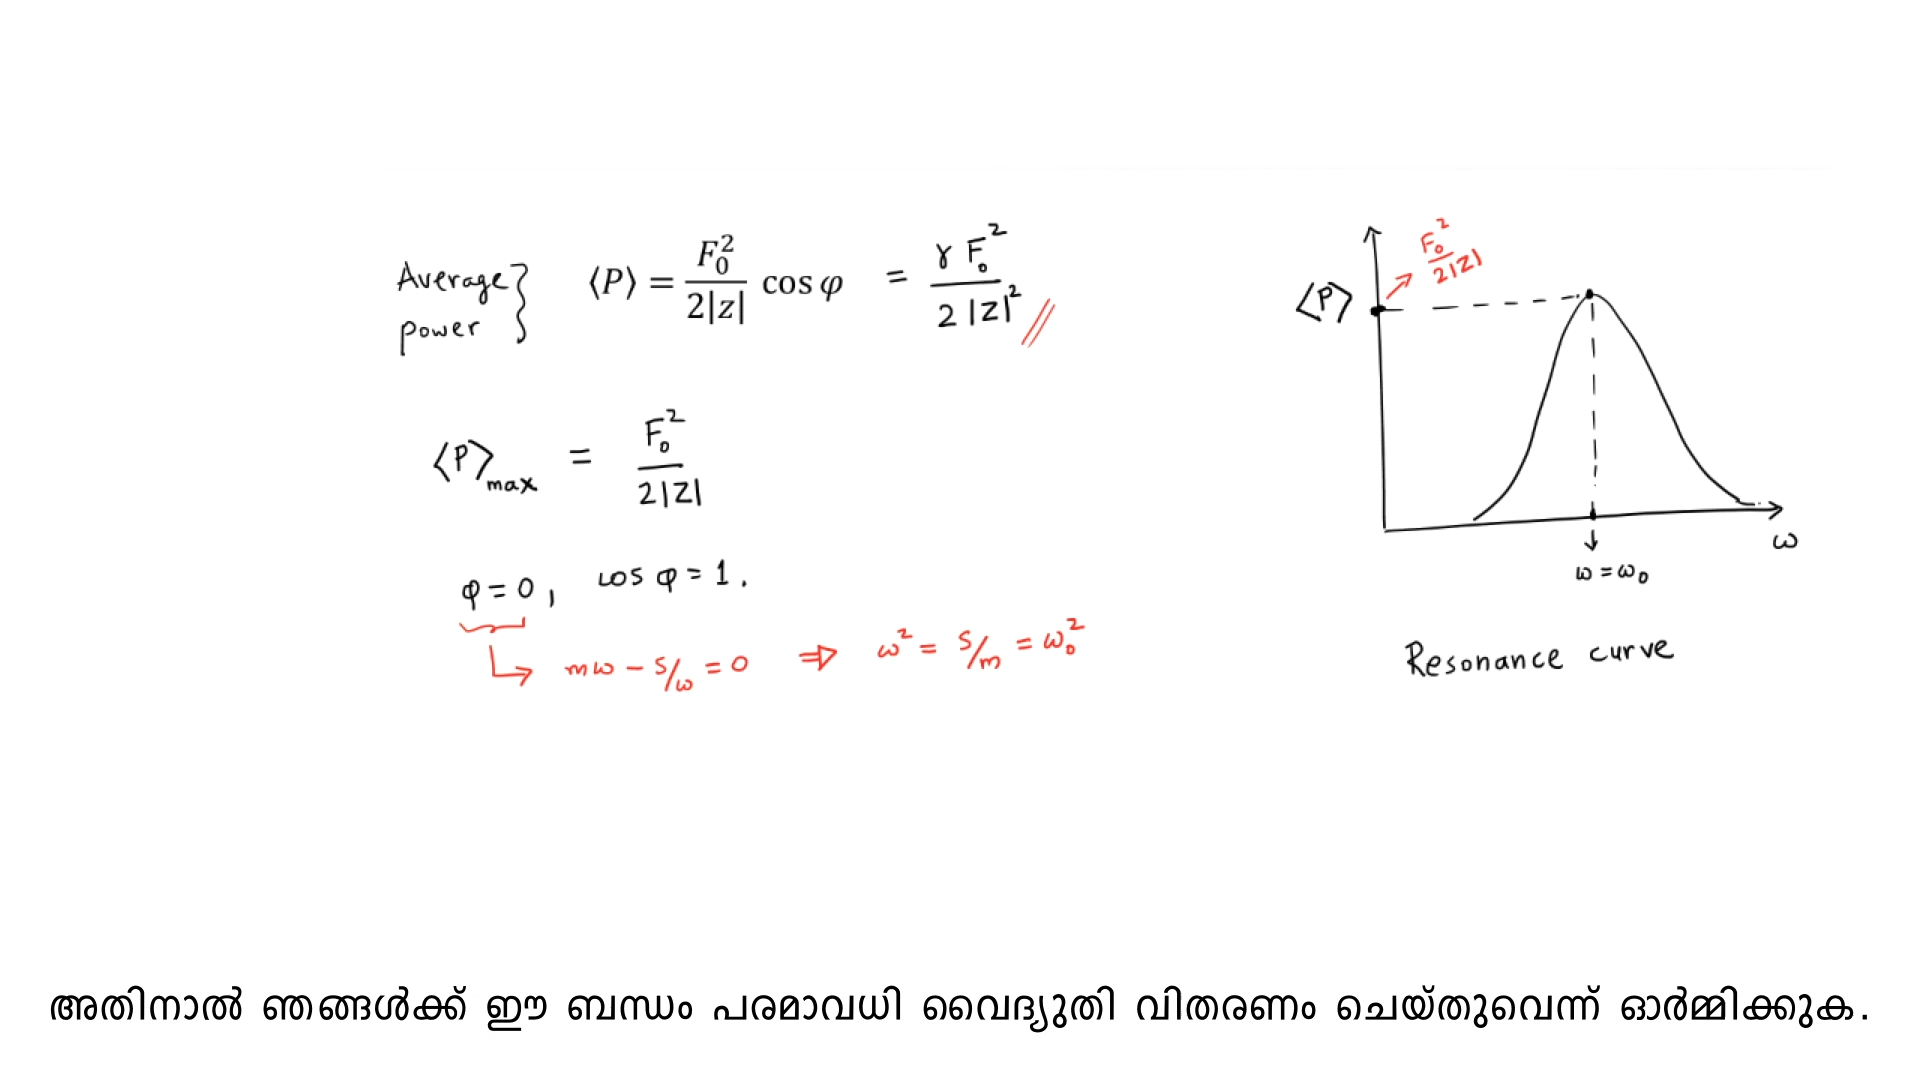 Average power } ⟨P⟩ = F₀²/2|z| cos φ = γ F₀²/2|Z|²
⟨P⟩max = F₀²/2|Z|
φ = 0, cos φ = 1.
↳ mω − s/ω = 0 ⇒ ω² = s/m = ω₀²
F₀²/2|Z|
⟨P⟩
ω
ω = ω₀
Resonance curve
അതിനാൽ ഞങ്ങൾക്ക് ഈ ബന്ധം പരമാവധി വൈദ്യുതി വിതരണം ചെയ്തുവെന്ന് ഓർമ്മിക്കുക.